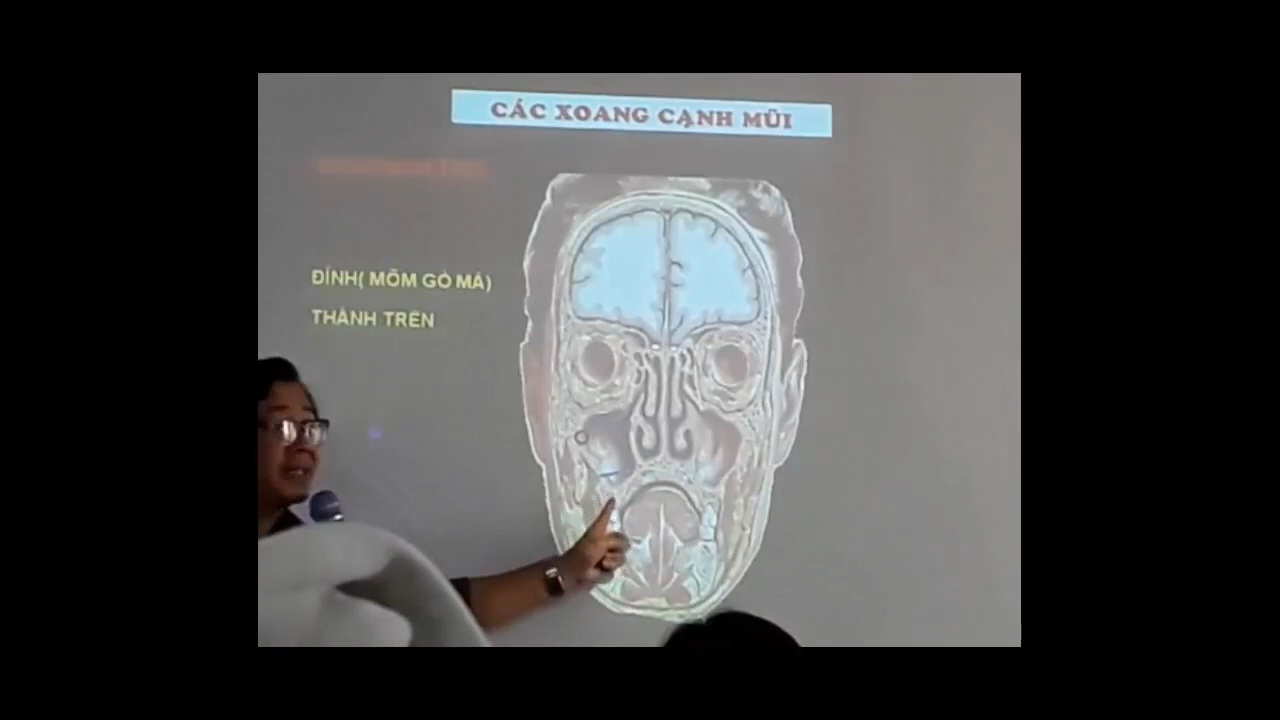 CÁC XOANG CẠNH MŨI
ĐỈNH( MÕM GÒ MÁ)
THÀNH TRÊN